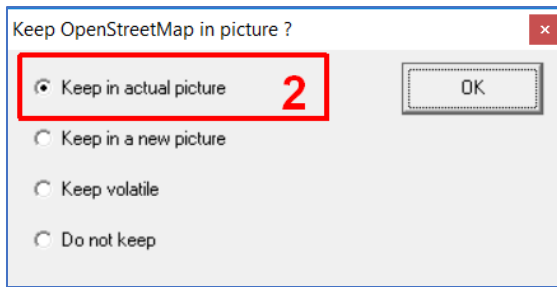 Keep OpenStreetMap in picture ?
Keep in actual picture
2
OK
Keep in a new picture
Keep volatile
Do not keep